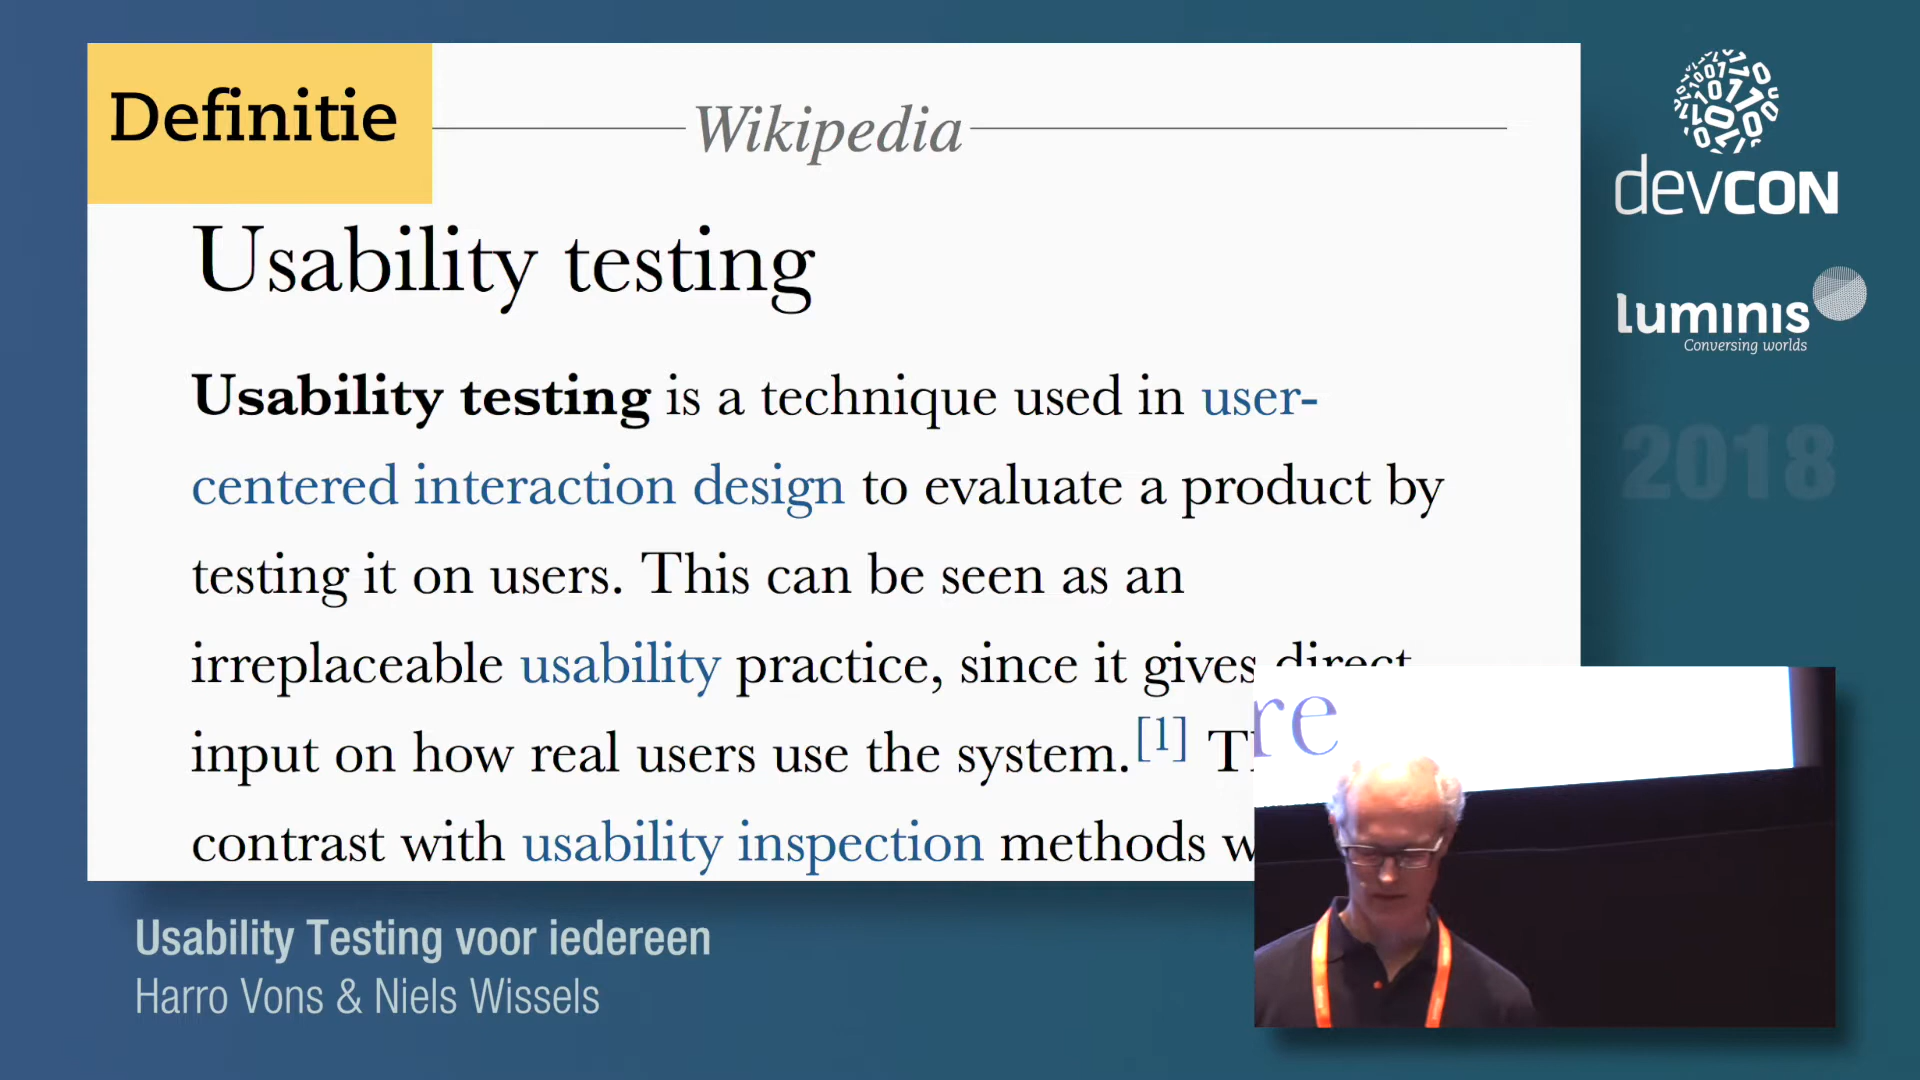 Definitie
Wikipedia
Usability testing
Usability testing is a technique used in user-
centered interaction design to evaluate a product by
testing it on users. This can be seen as an
irreplaceable usability practice, since it gives direct
input on how real users use the system.[1]
contrast with usability inspection methods
re
devcon
luminis
Conversing worlds
2018
Usability Testing voor iedereen
Harro Vons & Niels Wissels